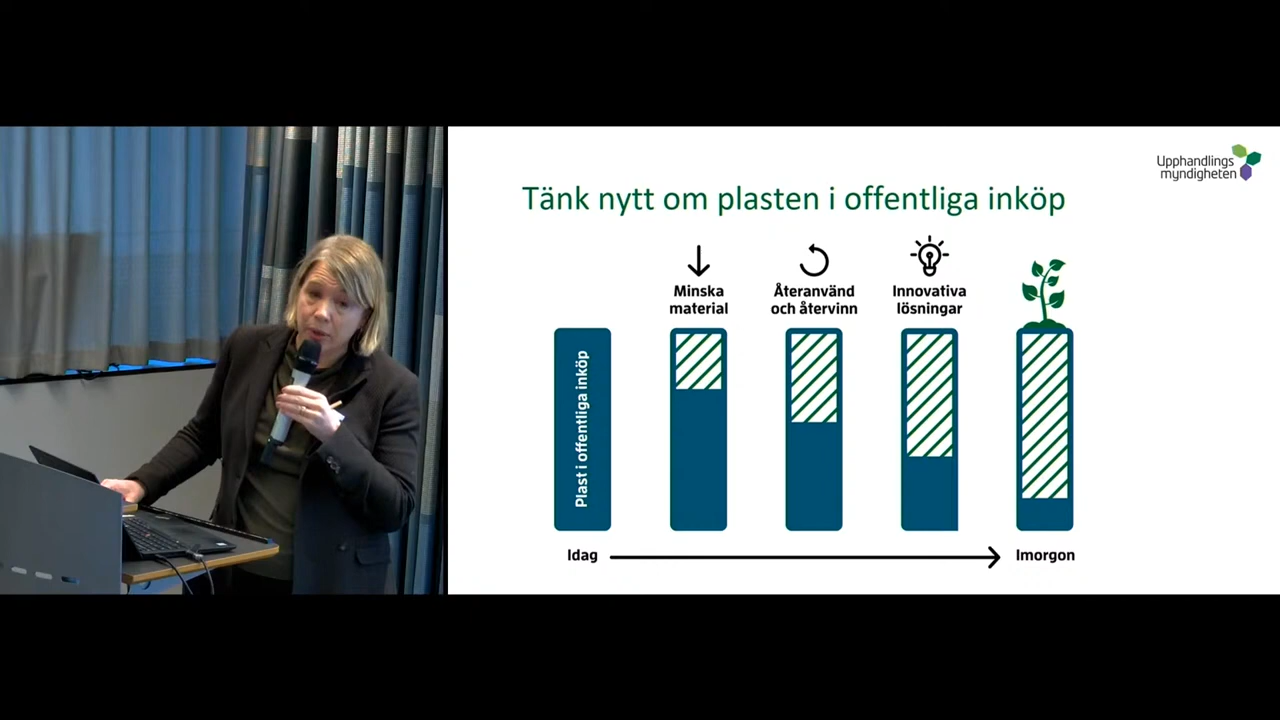 Upphandlings
myndigheten
Tänk nytt om plasten i offentliga inköp
Minska
material
Återanvänd
och återvinn
Innovativa
lösningar
Plast i offentliga inköp
Idag
Imorgon